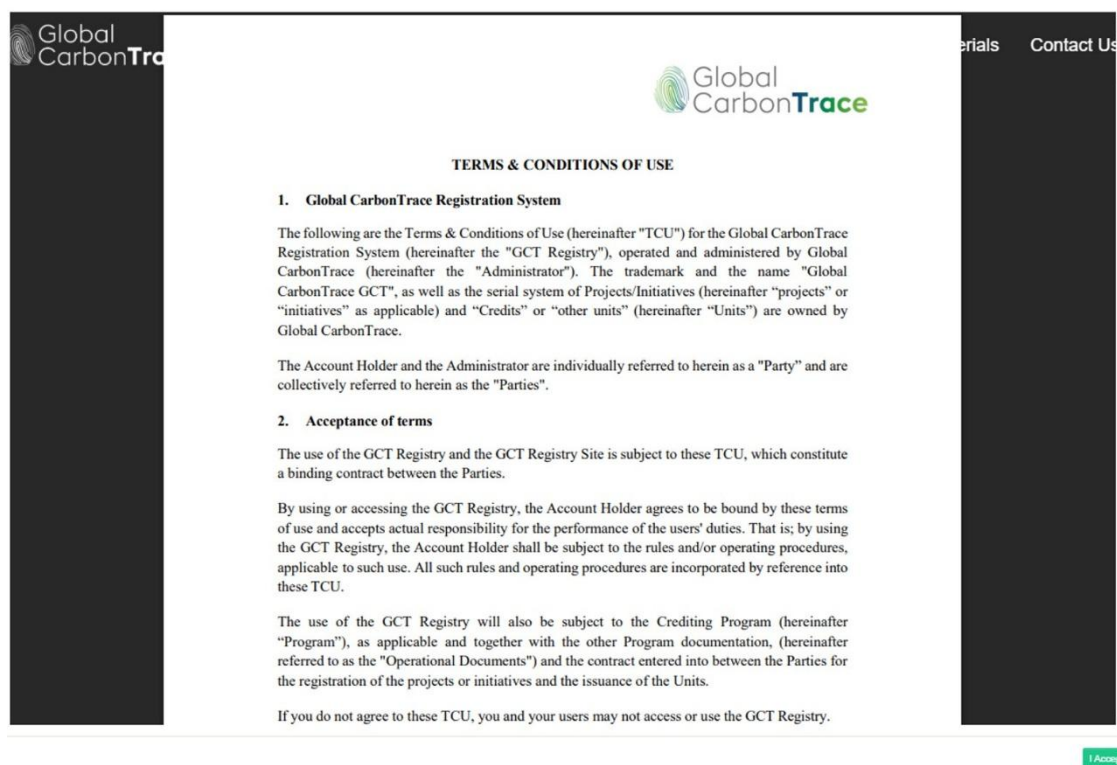 Global
Carbon
Contact Us
Global
CarbonTrace
TERMS & CONDITIONS OF USE
1. Global CarbonTrace Registration System
The following are the Terms & Conditions of Use (hereinafter "TCU") for the Global CarbonTrace
Registration System (hereinafter the "GCT Registry"), operated and administered by Global
CarbonTrace (hereinafter the "Administrator"). The trademark and the name "Global
CarbonTrace GCT", as well as the serial system of Projects/Initiatives (hereinafter “projects” or
“initiatives” as applicable) and “Credits” or “other units” (hereinafter “Units”) are owned by
Global CarbonTrace.
The Account Holder and the Administrator are individually referred to herein as a "Party" and are
collectively referred to herein as the "Parties".
2. Acceptance of terms
The use of the GCT Registry and the GCT Registry Site is subject to these TCU, which constitute
a binding contract between the Parties.
By using or accessing the GCT Registry, the Account Holder agrees to be bound by these terms
of use and accepts actual responsibility for the performance of the users' duties. That is; by using
the GCT Registry, the Account Holder shall be subject to the rules and/or operating procedures,
applicable to such use. All such rules and operating procedures are incorporated by reference into
these TCU.
The use of the GCT Registry will also be subject to the Crediting Program (hereinafter
“Program”), as applicable and together with the other Program documentation, (hereinafter
referred to as the "Operational Documents") and the contract entered into between the Parties for
the registration of the projects or initiatives and the issuance of the Units.
If you do not agree to these TCU, you and your users may not access or use the GCT Registry.
I